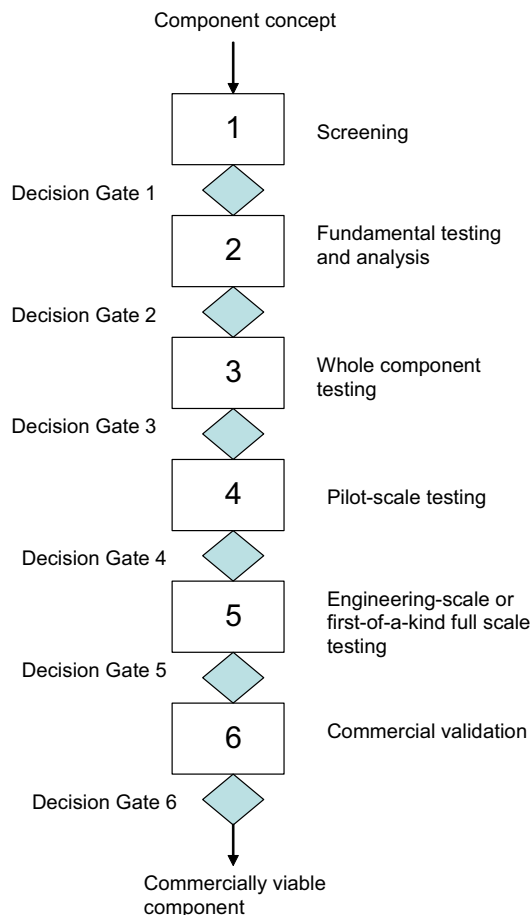 Component concept
1
Screening
Decision Gate 1
2
Fundamental testing
and analysis
Decision Gate 2
3
Whole component
testing
Decision Gate 3
4
Pilot-scale testing
Decision Gate 4
5
Engineering-scale or
first-of-a-kind full scale
testing
Decision Gate 5
6
Commercial validation
Decision Gate 6
Commercially viable
component